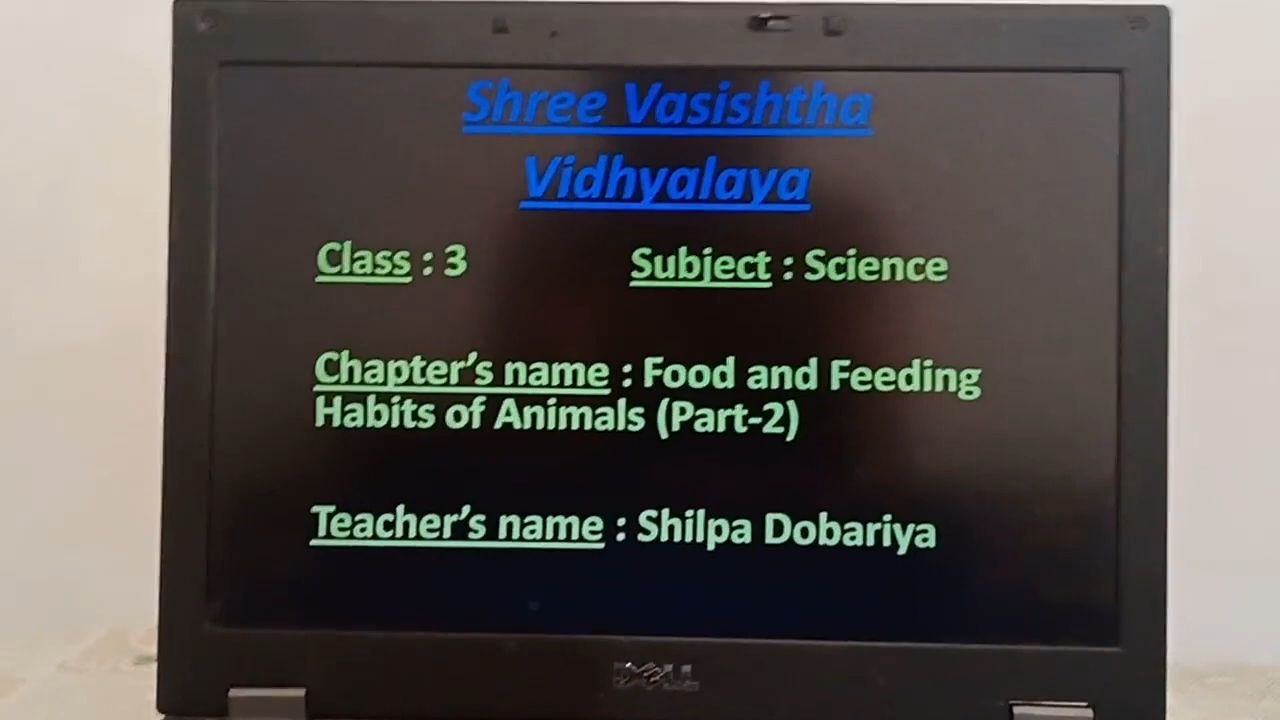 Shree Vasishtha
Vidhyalaya
Class : 3 Subject : Science
Chapter's name : Food and Feeding
Habits of Animals (Part-2)
Teacher's name : Shilpa Dobariya
DELL